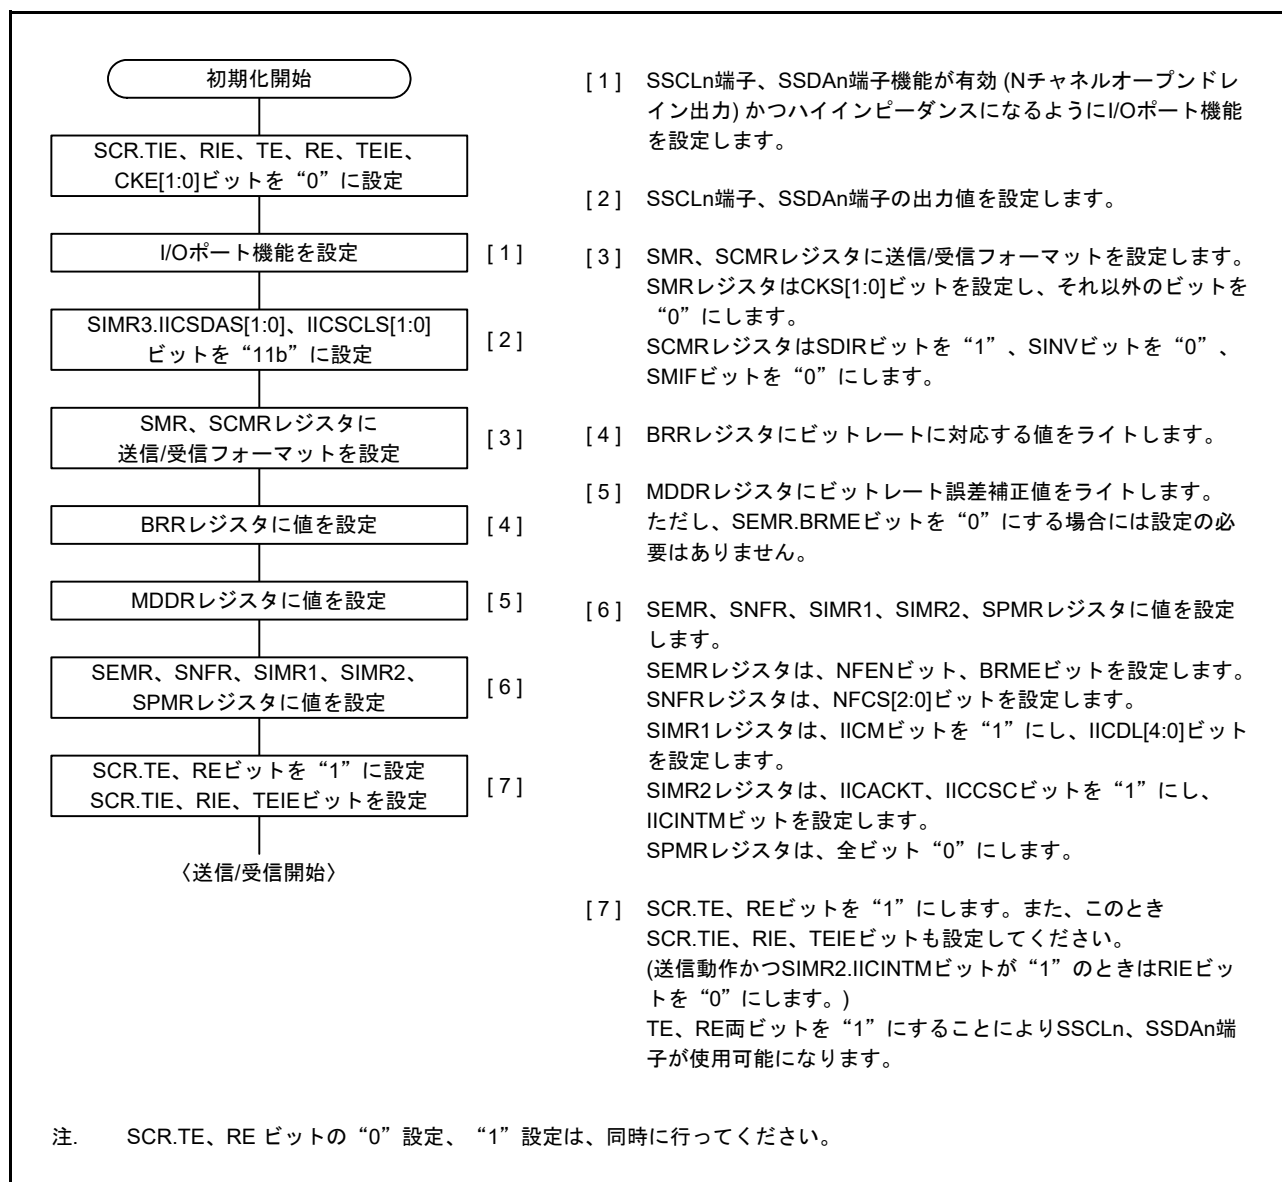 初期化開始
SCR.TIE、RIE、TE、RE、TEIE、
CKE[1:0]ビットを“0”に設定
I/Oポート機能を設定
[ 1 ]
SIMR3.IICSDAS[1:0]、IICSCLS[1:0]
ビットを“11b”に設定
[ 2 ]
SMR、SCMRレジスタに
送信/受信フォーマットを設定
[ 3 ]
BRRレジスタに値を設定
[ 4 ]
MDDRレジスタに値を設定
[ 5 ]
SEMR、SNFR、SIMR1、SIMR2、
SPMRレジスタに値を設定
[ 6 ]
SCR.TE、REビットを“1”に設定
SCR.TIE、RIE、TEIEビットを設定
[ 7 ]
〈送信/受信開始〉
[ 1 ] SSCLn端子、SSDAn端子機能が有効 (Nチャネルオープンドレ
イン出力) かつハイインピーダンスになるようにI/Oポート機能
を設定します。
[ 2 ] SSCLn端子、SSDAn端子の出力値を設定します。
[ 3 ] SMR、SCMRレジスタに送信/受信フォーマットを設定します。
SMRレジスタはCKS[1:0]ビットを設定し、それ以外のビットを
“0”にします。
SCMRレジスタはSDIRビットを“1”、SINVビットを“0”、
SMIFビットを“0”にします。
[ 4 ] BRRレジスタにビットレートに対応する値をライトします。
[ 5 ] MDDRレジスタにビットレート誤差補正値をライトします。
ただし、SEMR.BRMEビットを“0”にする場合には設定の必
要はありません。
[ 6 ] SEMR、SNFR、SIMR1、SIMR2、SPMRレジスタに値を設定
します。
SEMRレジスタは、NFENビット、BRMEビットを設定します。
SNFRレジスタは、NFCS[2:0]ビットを設定します。
SIMR1レジスタは、IICMビットを“1”にし、IICDL[4:0]ビット
を設定します。
SIMR2レジスタは、IICACKT、IICCSCビットを“1”にし、
IICINTMビットを設定します。
SPMRレジスタは、全ビット“0”にします。
[ 7 ] SCR.TE、REビットを“1”にします。また、このとき
SCR.TIE、RIE、TEIEビットも設定してください。
(送信動作かつSIMR2.IICINTMビットが“1”のときはRIEビッ
トを“0”にします。)
TE、RE両ビットを“1”にすることによりSSCLn、SSDAn端
子が使用可能になります。
注. SCR.TE、RE ビットの“0”設定、“1”設定は、同時に行ってください。